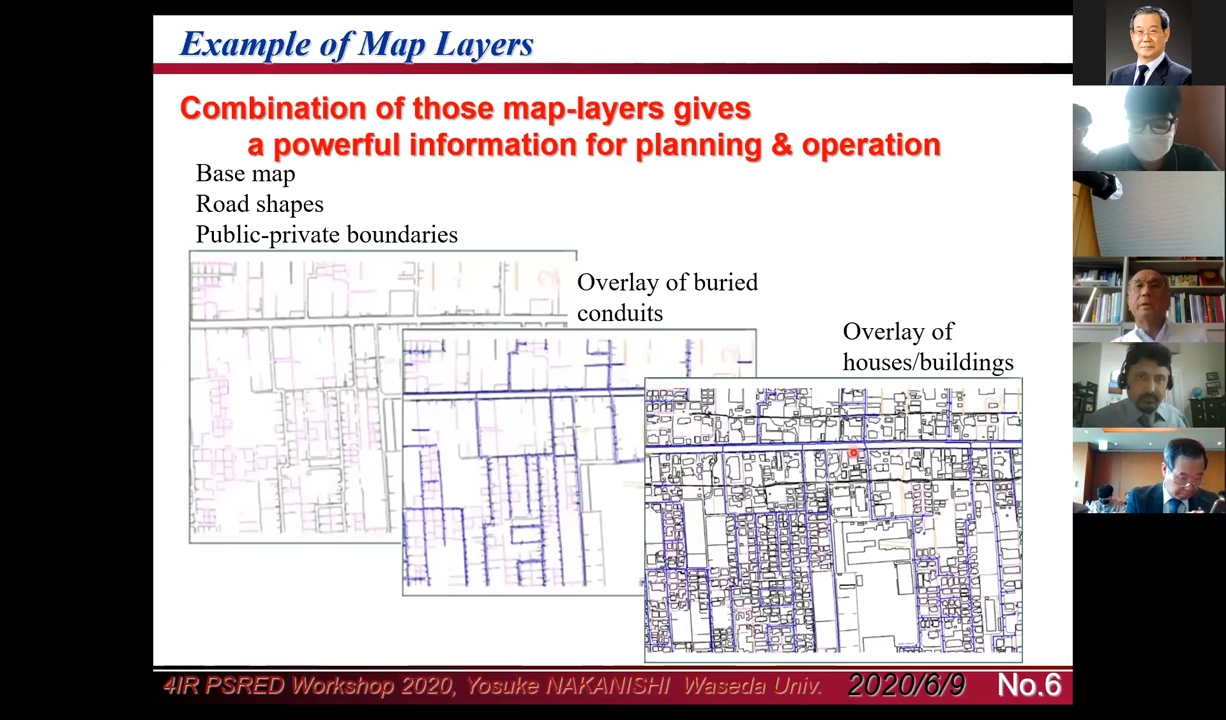 Example of Map Layers
Combination of those map-layers gives
a powerful information for planning & operation
Base map
Road shapes
Public-private boundaries
Overlay of buried
conduits
Overlay of
houses/buildings
4IR PSRED Workshop 2020, Yosuke NAKANISHI Waseda Univ. 2020/6/9 No.6